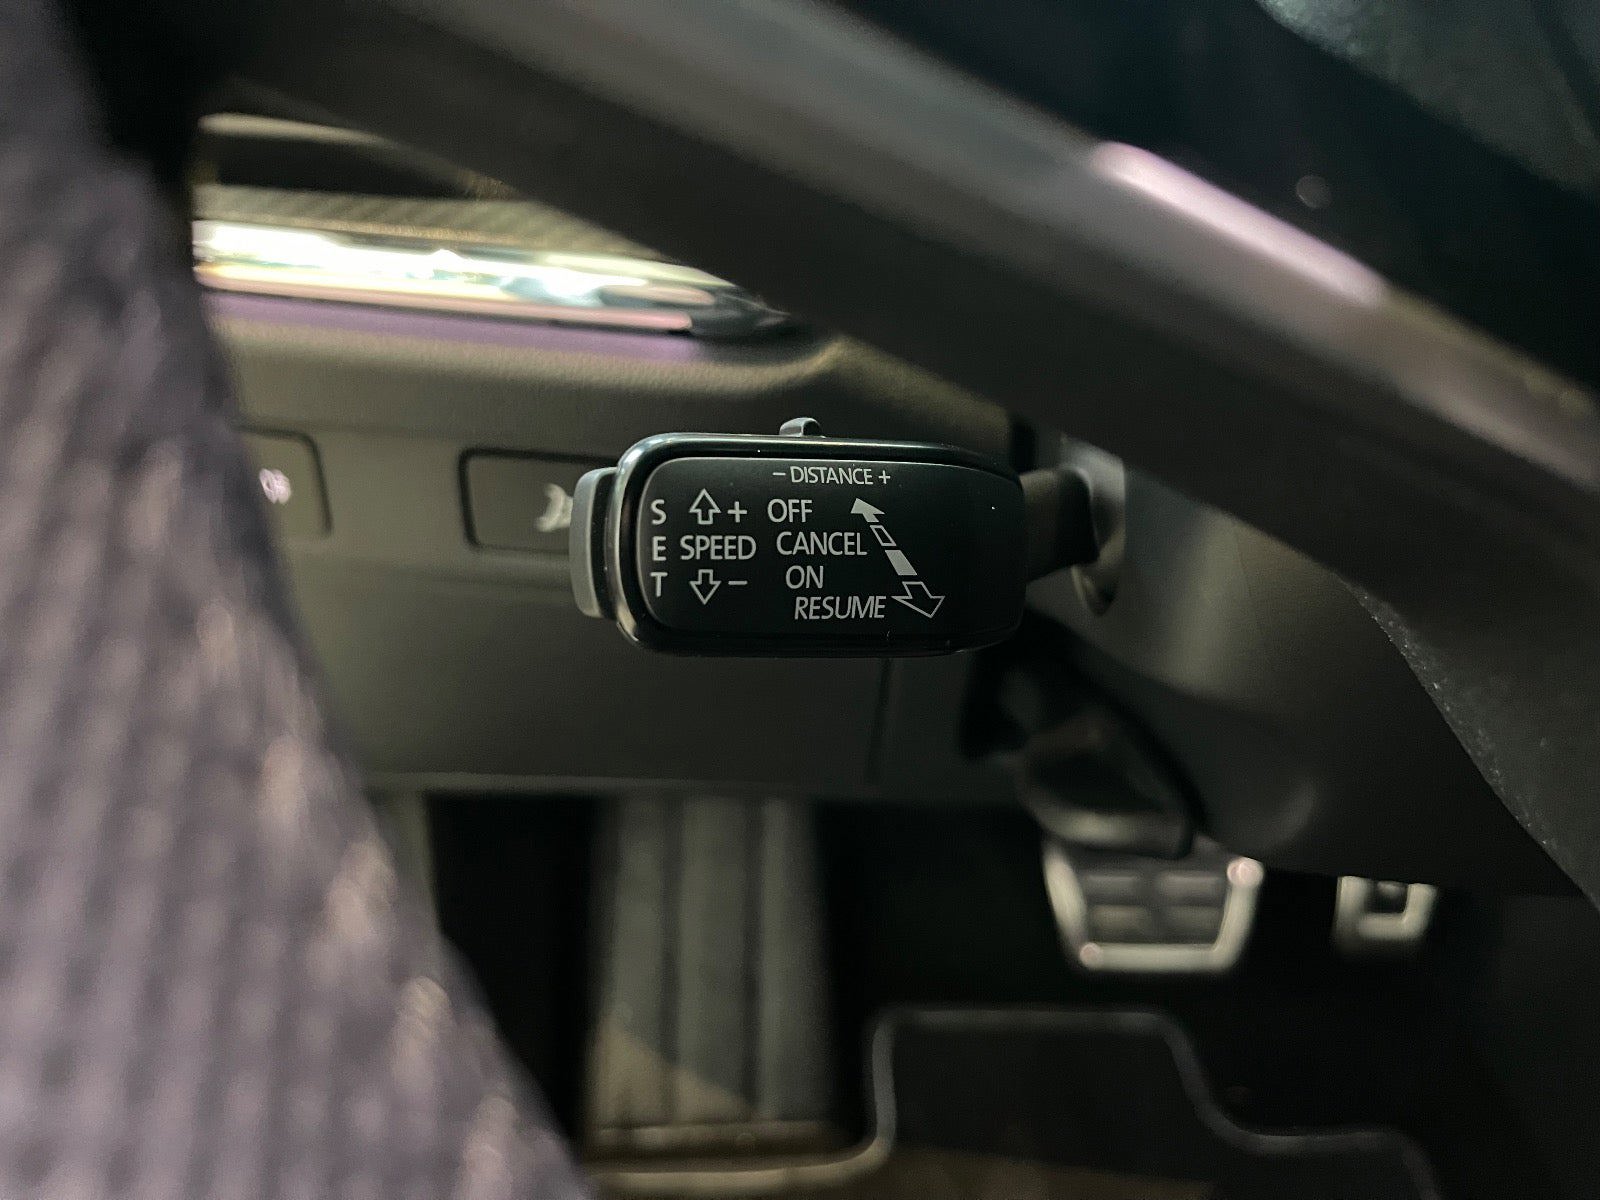 - DISTANCE +
S ⇧+ OFF
E SPEED CANCEL
T ⇩- ON
RESUME